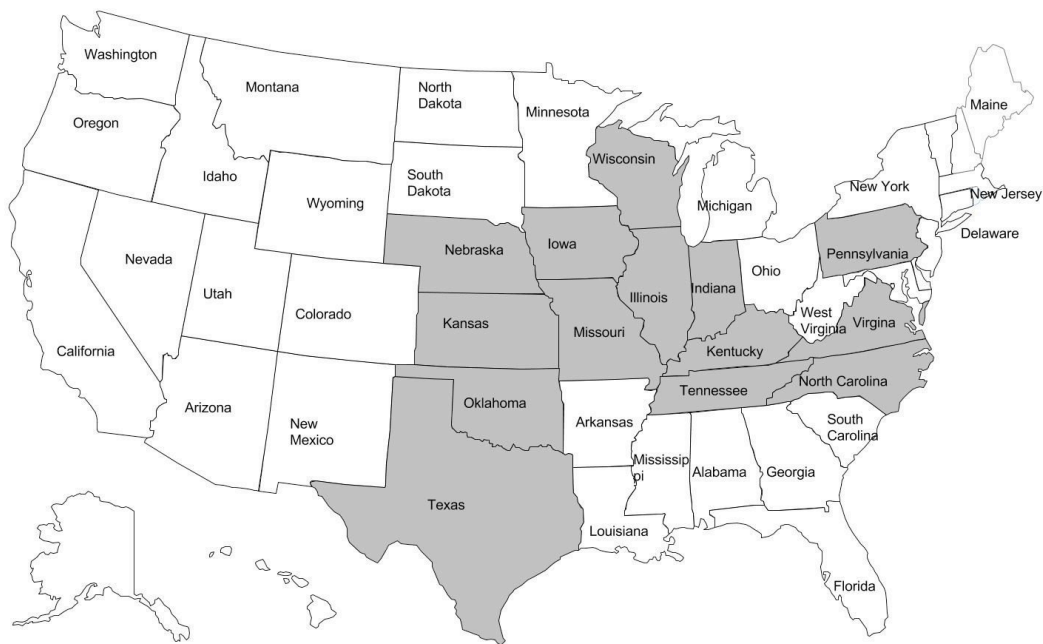 Washington
Montana
North
Dakota
Minnesota
Maine
Oregon
Idaho
Wisconsin
South
Dakota
Wyoming
Michigan
New York
New Jersey
Delaware
Nebraska
Iowa
Pennsylvania
Nevada
Ohio
Utah
Illinois
Indiana
Colorado
Kansas
Missouri
West
Virginia
Virgina
California
Kentucky
Tennessee
North Carolina
Arizona
Oklahoma
New
Mexico
Arkansas
South
Carolina
Mississip
pi
Alabama
Georgia
Texas
Louisiana
Florida